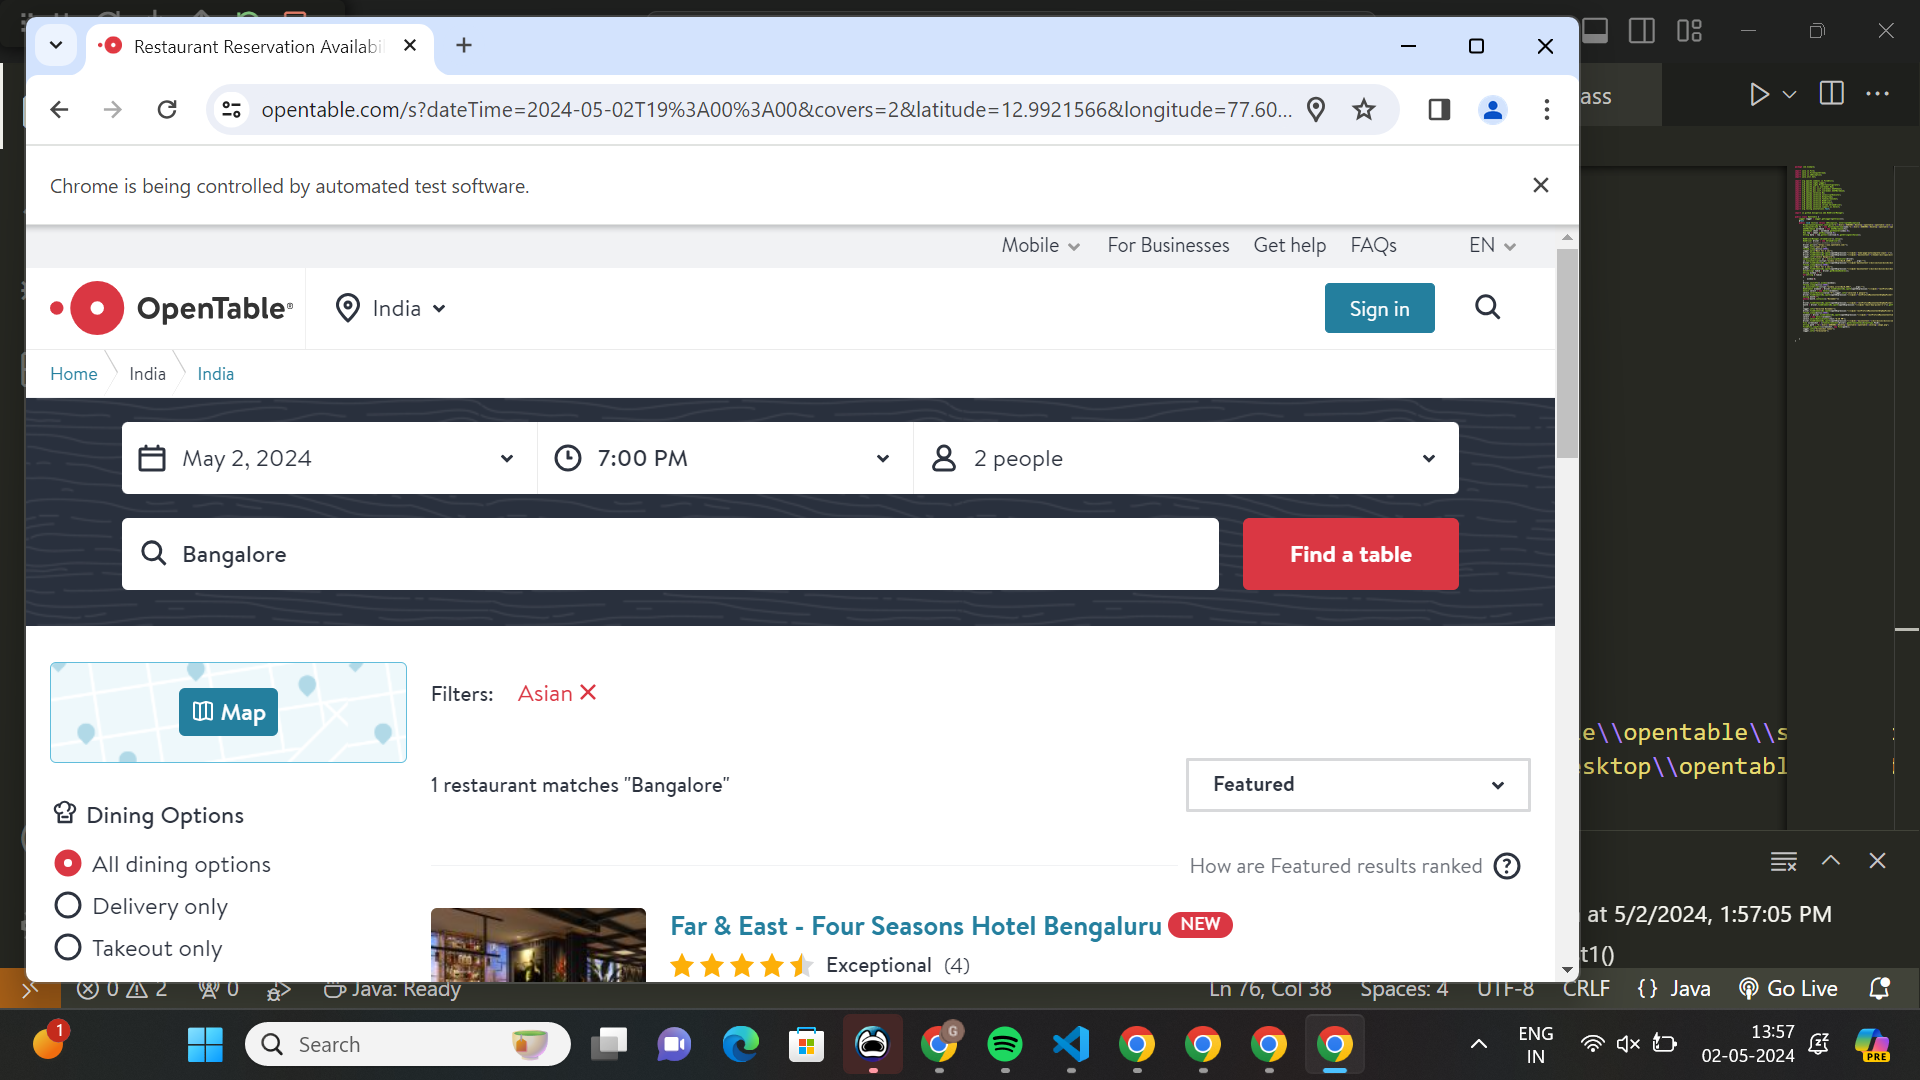 Restaurant Reservation Availabi
opentable.com/s?dateTime=2024-05-02T19%3A00%3A00&covers=2&latitude=12.9921566&longitude=77.60...
ass
Chrome is being controlled by automated test software.
Mobile For Businesses Get help FAQs EN
OpenTable® India Sign in
Home India India
May 2, 2024 7:00 PM 2 people
Bangalore Find a table
Map Filters: Asian
1 restaurant matches "Bangalore" Featured
e\\opentable\\s
sktop\\opentabl
Dining Options
All dining options
How are Featured results ranked
Delivery only
Takeout only
Far & East - Four Seasons Hotel Bengaluru NEW
Exceptional (4)
at 5/2/2024, 1:57:05 PM
t1()
0 2 0 Java: Ready Ln 76, Col 38 Spaces: 4 UTF-8 CRLF {} Java Go Live
1 Search G ENG IN 13:57 02-05-2024 PRE